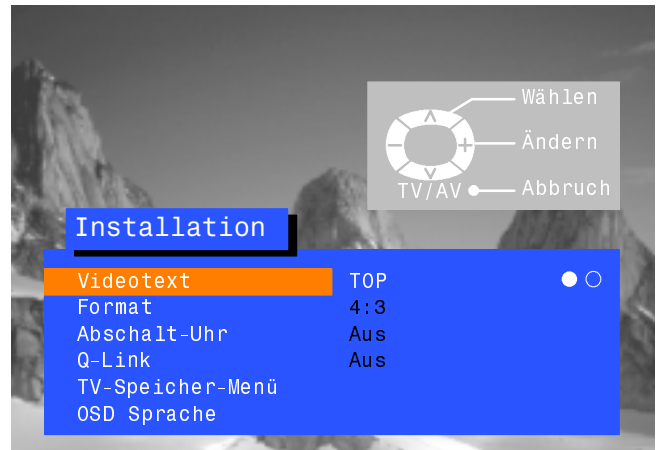 Wählen
Ändern
TV/AV Abbruch
Installation
Videotext TOP
Format 4:3
Abschalt-Uhr Aus
Q-Link Aus
TV-Speicher-Menü
OSD Sprache